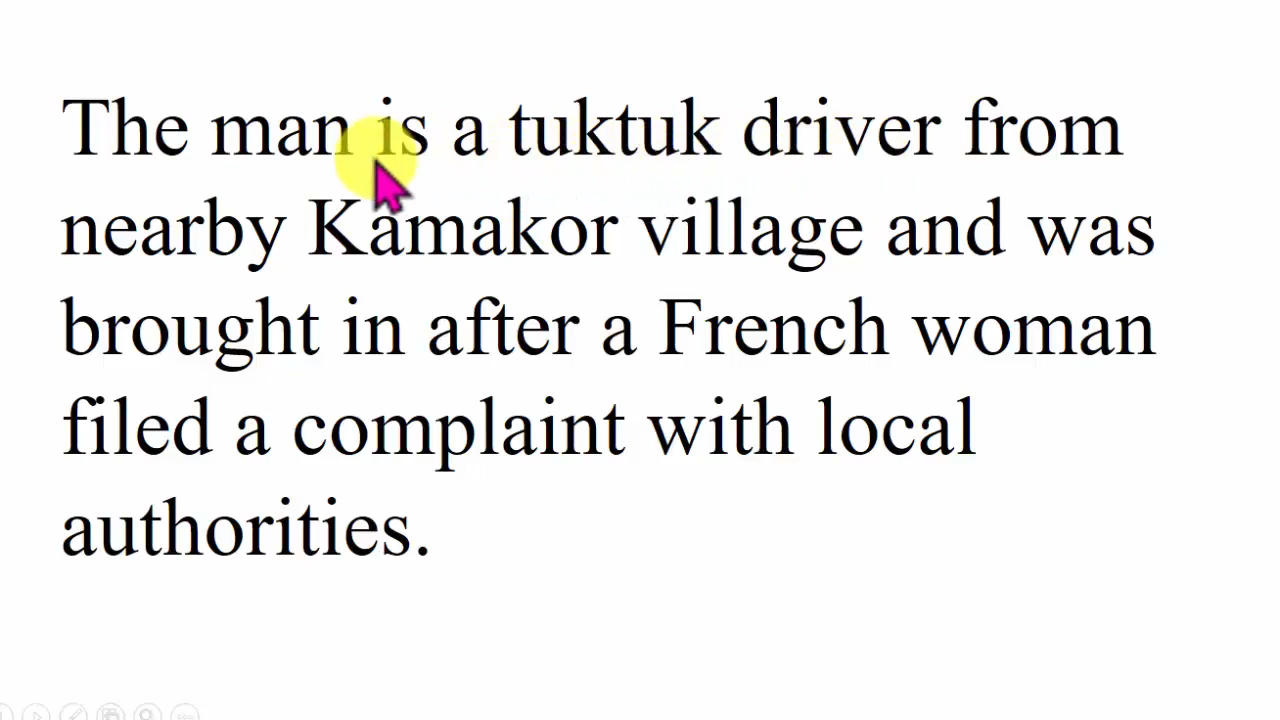 The man is a tuktuk driver from
nearby Kamakor village and was
brought in after a French woman
filed a complaint with local
authorities.